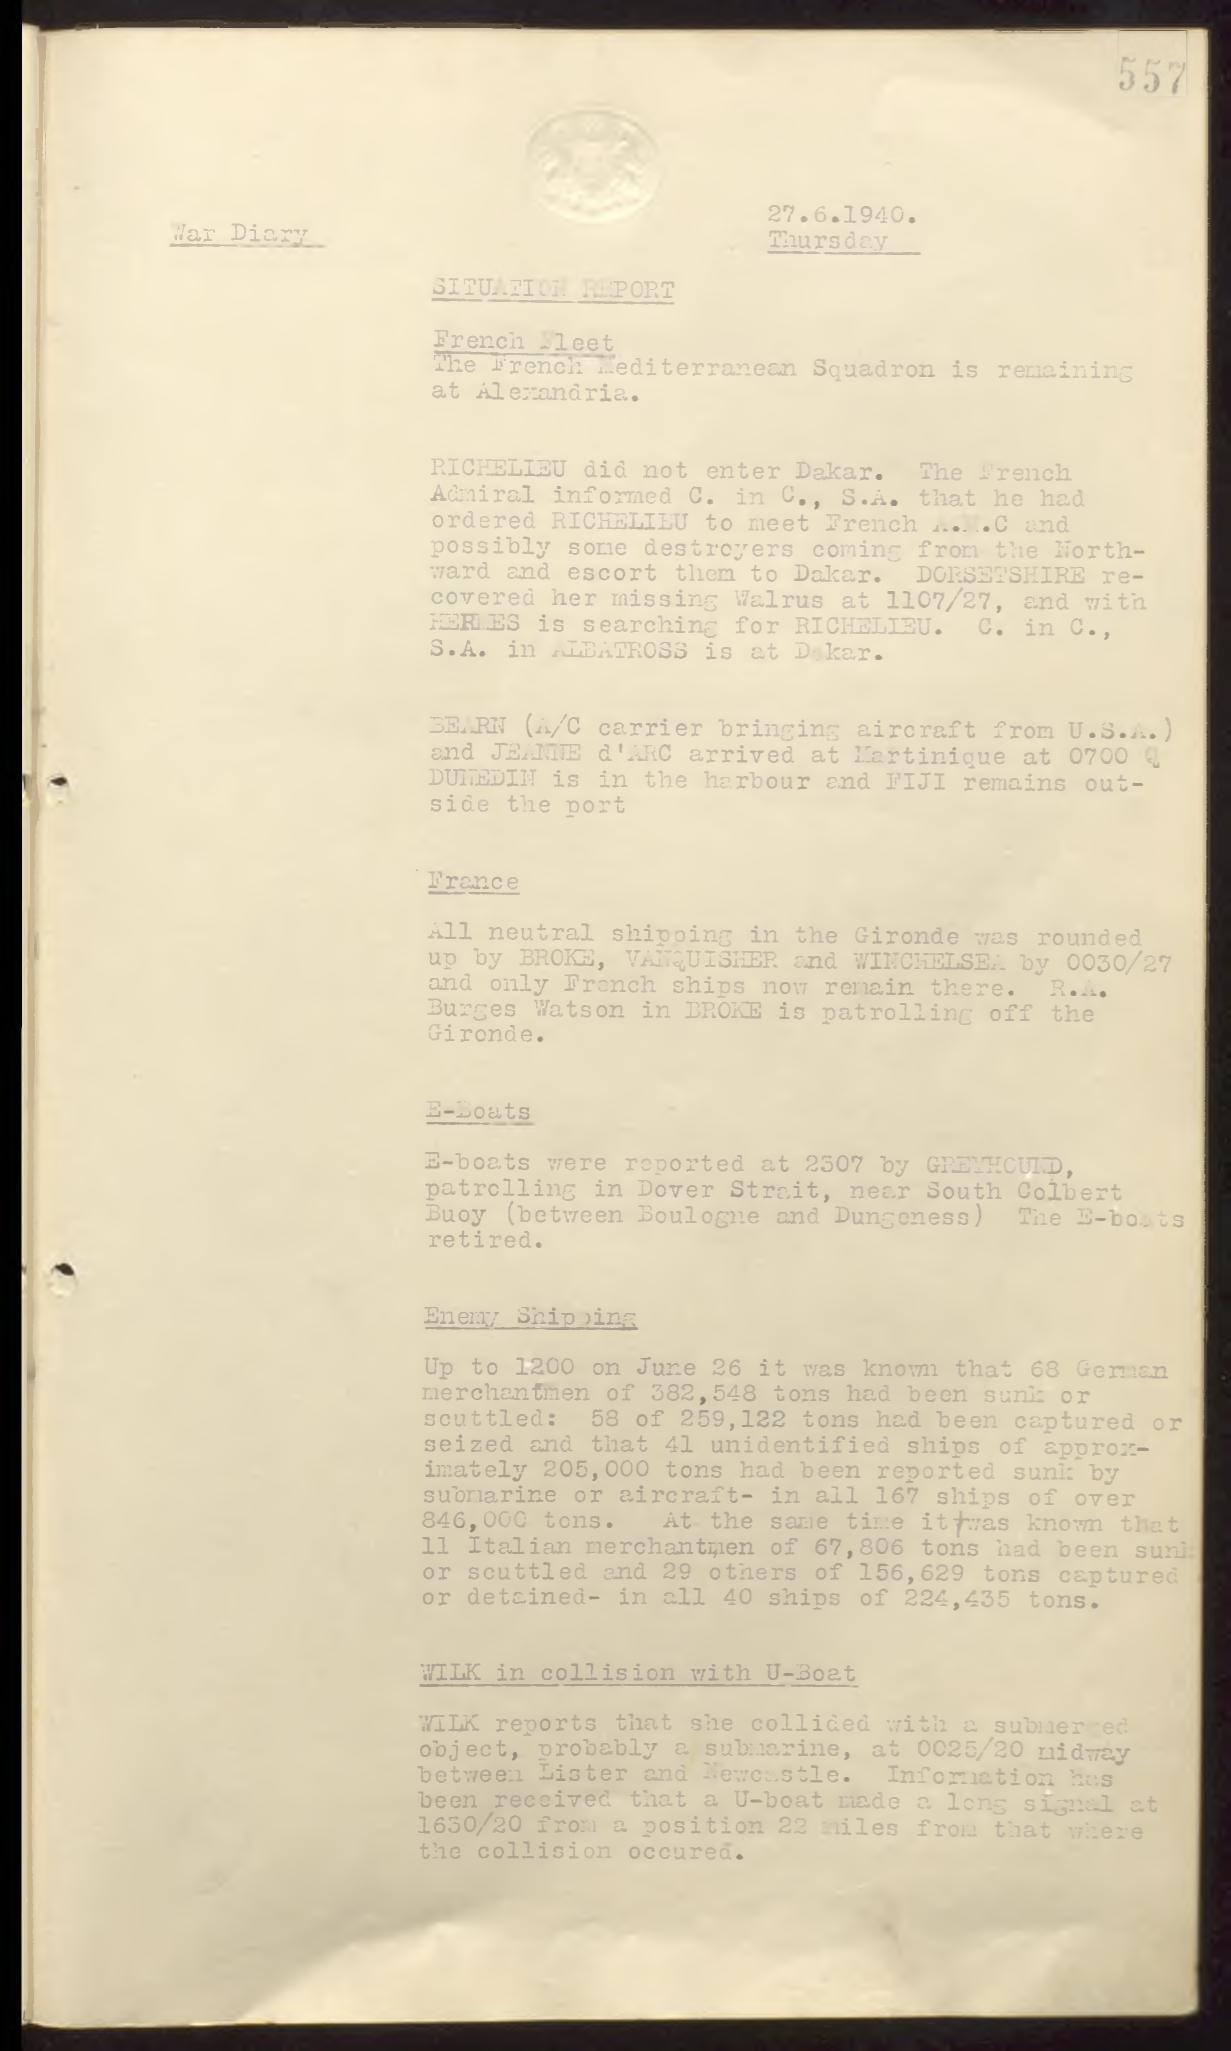 557
27.6.1940.
War Diary
Thursday
SITUATION REPORT
French Fleet
The French Mediterranean Squadron is remaining
at Alexandria.
RICHELIEU did not enter Dakar. The French
Admiral informed C. in C., S.A. that he had
ordered RICHELIEU to meet French A.M.C and
possibly some destroyers coming from the North-
ward and escort them to Dakar. DORSETSHIRE re-
covered her missing Walrus at 1107/27, and with
HERMES is searching for RICHELIEU. C. in C.,
S.A. in ALBATROSS is at Dakar.
BEARN (A/C carrier bringing aircraft from U.S.A.)
and JEANNE d'ARC arrived at Martinique at 0700 Q
DUNEDIN is in the harbour and FIJI remains out-
side the port
France
All neutral shipping in the Gironde was rounded
up by BROKE, VANQUISHER and WINCHELSEA by 0030/27
and only French ships now remain there. R.A.
Burges Watson in BROKE is patrolling off the
Gironde.
E-Boats
E-boats were reported at 2307 by GREYHOUND,
patrolling in Dover Strait, near South Colbert
Buoy (between Boulogne and Dungeness) The E-boats
retired.
Enemy Shipping
Up to 1200 on June 26 it was known that 68 German
merchantmen of 382,548 tons had been sunk or
scuttled: 58 of 259,122 tons had been captured or
seized and that 41 unidentified ships of approx-
imately 205,000 tons had been reported sunk by
submarine or aircraft- in all 167 ships of over
846,000 tons. At the same time it was known that
11 Italian merchantmen of 67,806 tons had been sunk
or scuttled and 29 others of 156,629 tons captured
or detained- in all 40 ships of 224,435 tons.
WILK in collision with U-Boat
WILK reports that she collided with a submerged
object, probably a submarine, at 0025/20 midway
between Lister and Newcastle. Information has
been received that a U-boat made a long signal at
1630/20 from a position 22 miles from that where
the collision occured.